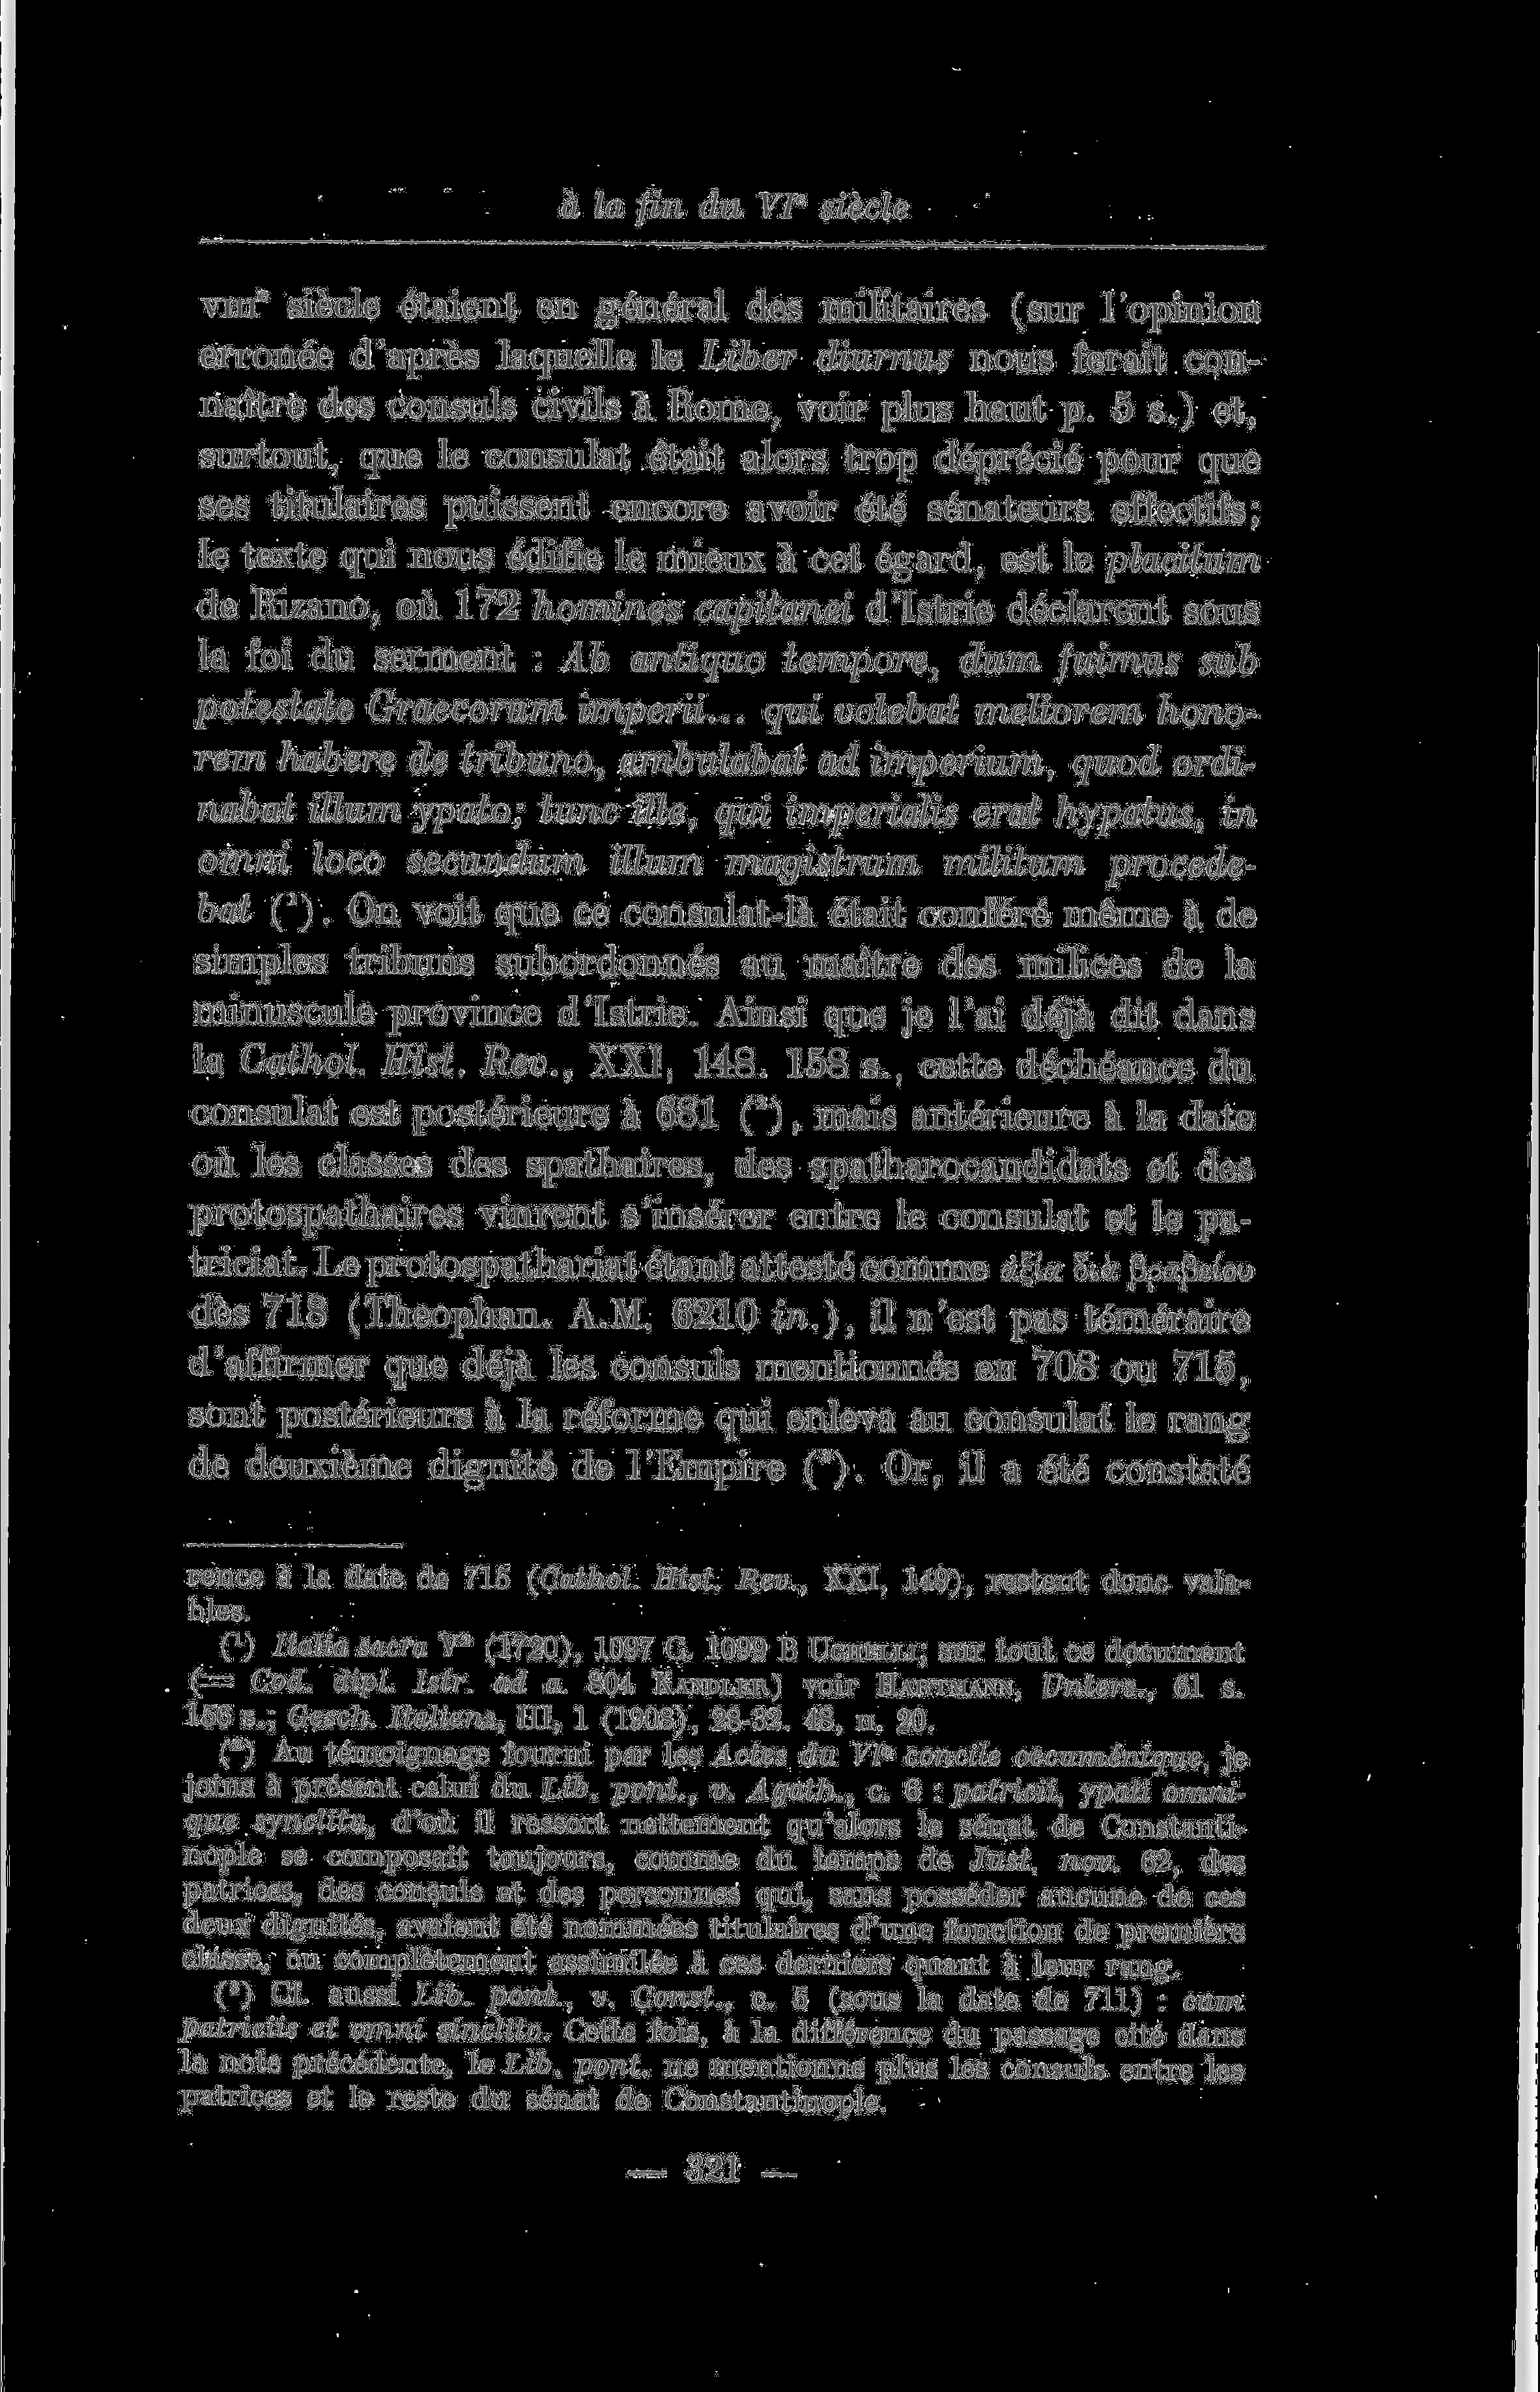 à la fin du VIe siècle
VIIIe siècle étaient en général des militaires (sur l'opinion
erronée d'après laquelle le Liber diurnus nous ferait con-
naître des consuls civils à Rome, voir plus haut p. 5 s.) et,
surtout, que le consulat était alors trop déprécié pour que
ses titulaires puissent encore avoir été sénateurs effectifs;
le texte qui nous édifie le mieux à cet égard, est le placitum
de Rizano, où 172 homines capitanei d'Istrie déclarent sous
la foi du serment : Ab antiquo tempore, dum fuimus sub
potestate Graecorum imperii... qui volebat meliorem hono-
rem habere de tribuno, ambulabat ad imperium, quod ordi-
nabat illum ypato; tunc ille, qui imperialis erat hypatus, in
omni loco secundum illum magistrum militum procede-
bat (1). On voit que ce consulat-là était conféré même à de
simples tribuns subordonnés au maître des milices de la
minuscule province d'Istrie. Ainsi que je l'ai déjà dit dans
la Cathol. Hist. Rev., XXI, 148. 158 s., cette déchéance du
consulat est postérieure à 681 (2), mais antérieure à la date
où les classes des spathaires, des spatharocandidats et des
protospathaires vinrent s'insérer entre le consulat et le pa-
triciat. Le protospathariat étant attesté comme ἀξία διὰ βραβείου
dès 718 (Theophan. A.M. 6210 in.), il n'est pas téméraire
d'affirmer que déjà les consuls mentionnés en 708 ou 715,
sont postérieurs à la réforme qui enleva au consulat le rang
de deuxième dignité de l'Empire (3). Or, il a été constaté
rence à la date de 715 (Cathol. Hist. Rev., XXI, 149), restent donc vala-
bles.
(1) Italia sacra V2 (1720), 1097 C. 1099 B UGHELLI; sur tout ce document
(= Cod. dipl. Istr. ad a. 804 KANDLER) voir HARTMANN, Unters., 61 s.
156 s.; Gesch. Italiens, III, 1 (1908), 28-32. 48, n. 20.
(2) Au témoignage fourni par les Actes du VIe concile œcuménique, je
joins à présent celui du Lib. pont., v. Agath., c. 6 : patricii, ypati omni-
que synclitu, d'où il ressort nettement qu'alors le sénat de Constanti-
nople se composait toujours, comme du temps de Just. nov. 62, des
patrices, des consuls et des personnes qui, sans posséder aucune de ces
deux dignités, avaient été nommées titulaires d'une fonction de première
classe, ou complètement assimilés à ces derniers quant à leur rang.
(3) Cf. aussi Lib. pont., v. Const., c. 5 (sous la date de 711) : cum
patriciis et omni sinclito. Cette fois, à la différence du passage cité dans
la note précédente, le Lib. pont. ne mentionne plus les consuls entre les
patrices et le reste du sénat de Constantinople.
— 321 —